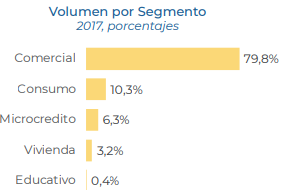 Volumen por Segmento
2017, porcentajes
Comercial 79,8%
Consumo 10,3%
Microcredito 6,3%
Vivienda 3,2%
Educativo 0,4%